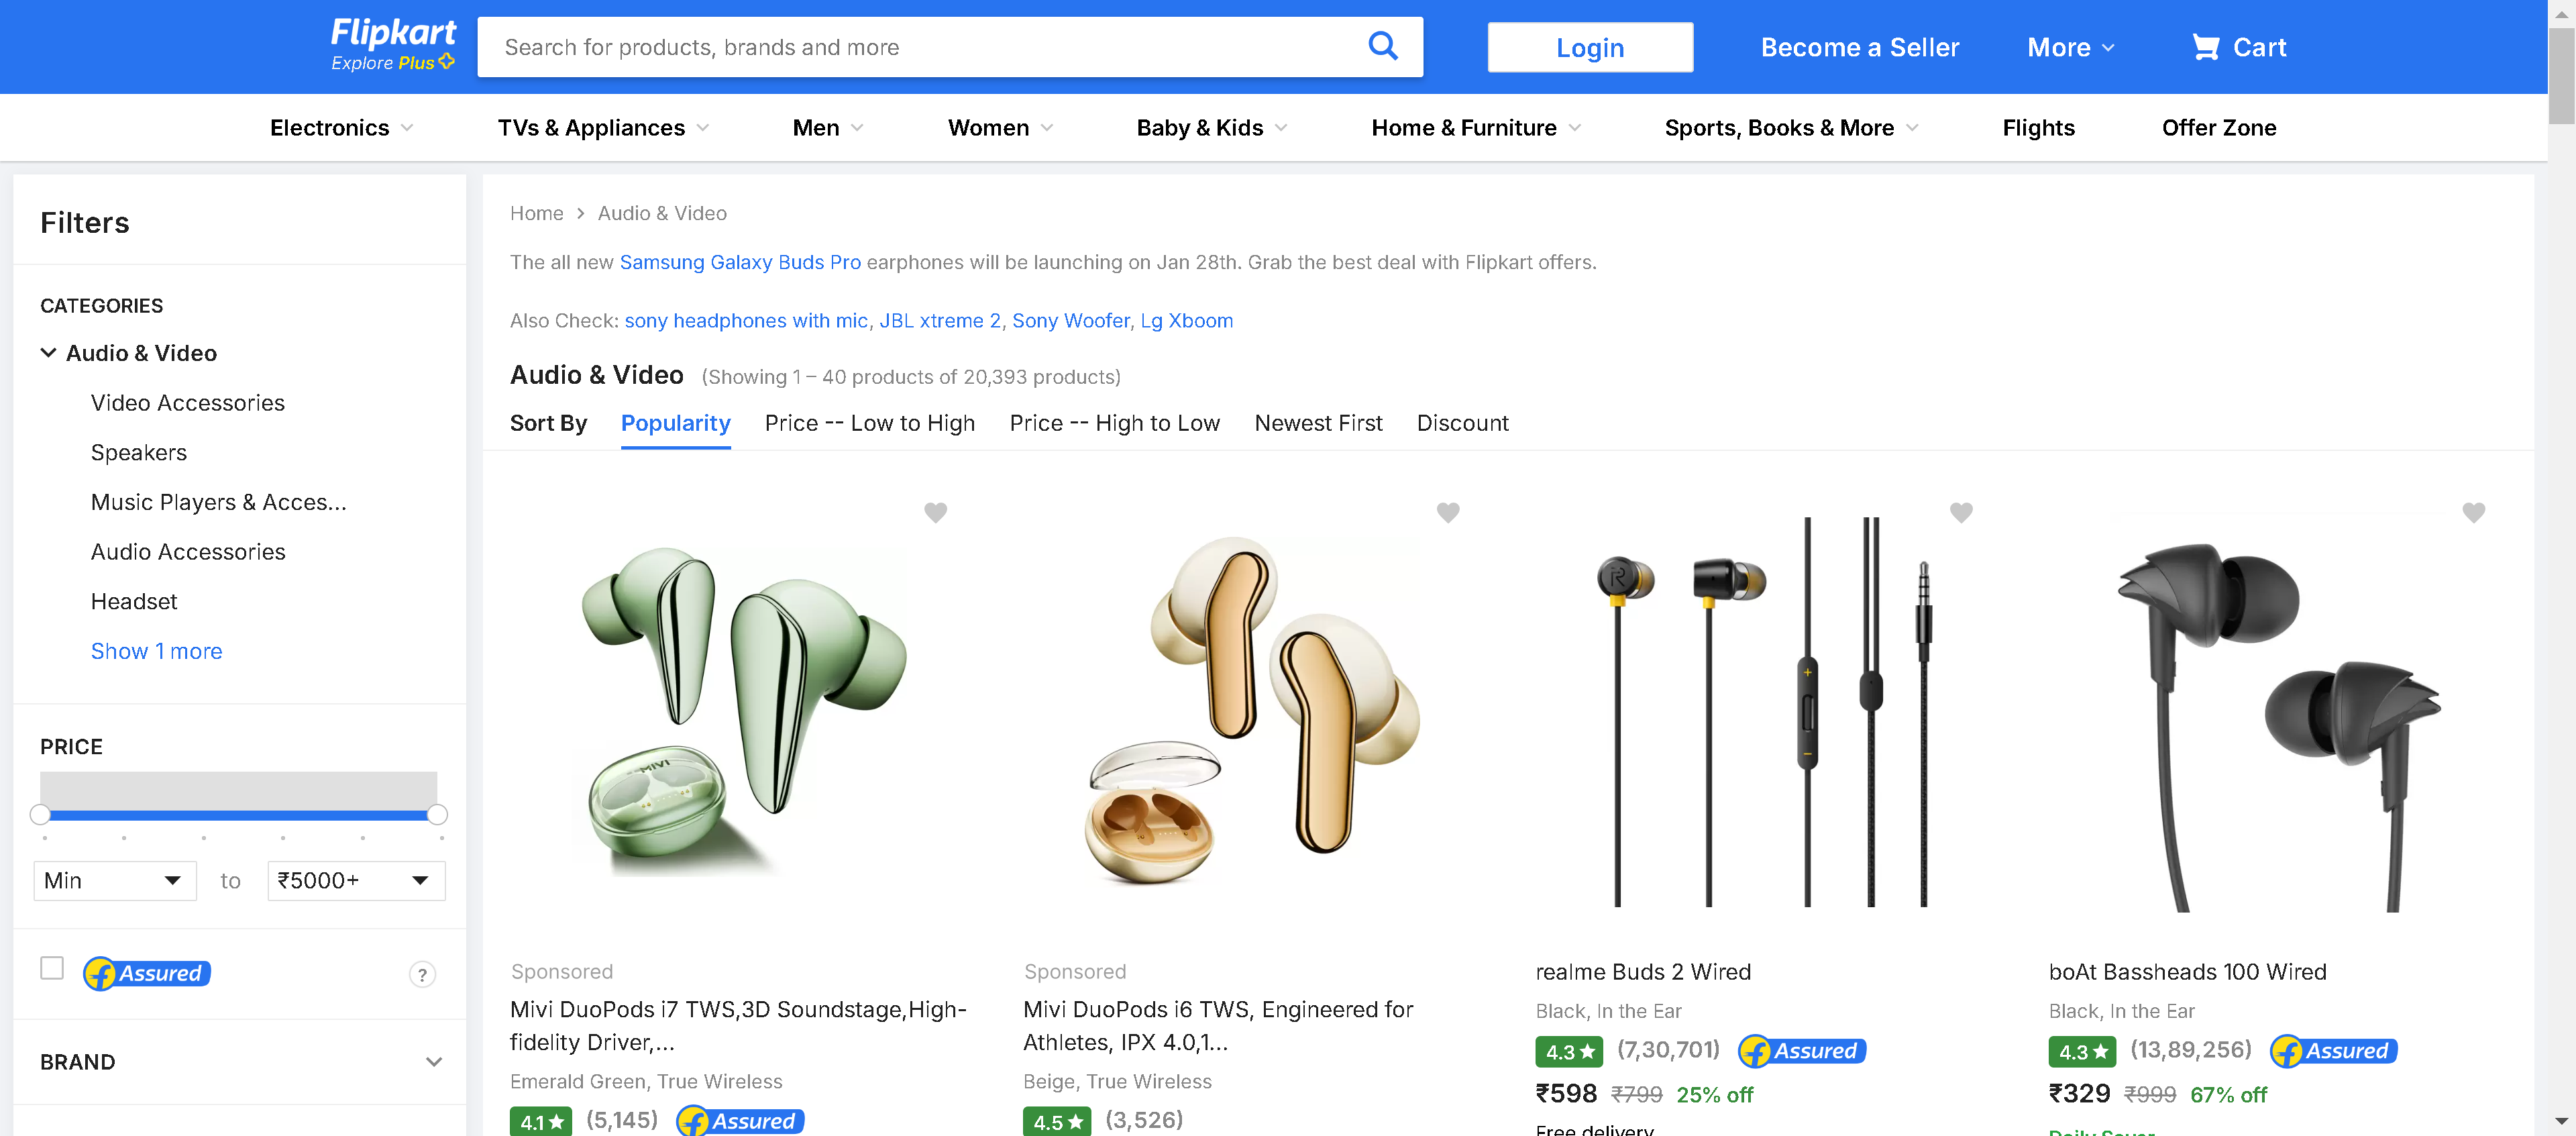 Flipkart
Explore Plus
Search for products, brands and more
Login
Become a Seller
More
Cart
Electronics
TVs & Appliances
Men
Women
Baby & Kids
Home & Furniture
Sports, Books & More
Flights
Offer Zone
Filters
CATEGORIES
Audio & Video
Video Accessories
Speakers
Music Players & Acces...
Audio Accessories
Headset
Show 1 more
PRICE
Min to ₹5000+
Assured ?
BRAND
Home > Audio & Video
The all new Samsung Galaxy Buds Pro earphones will be launching on Jan 28th. Grab the best deal with Flipkart offers.
Also Check: sony headphones with mic, JBL xtreme 2, Sony Woofer, Lg Xboom
Audio & Video (Showing 1 – 40 products of 20,393 products)
Sort By Popularity Price -- Low to High Price -- High to Low Newest First Discount
MIVI
Sponsored
Mivi DuoPods i7 TWS,3D Soundstage,High-
fidelity Driver,...
Emerald Green, True Wireless
4.1★ (5,145) Assured
Sponsored
Mivi DuoPods i6 TWS, Engineered for
Athletes, IPX 4.0,1...
Beige, True Wireless
4.5★ (3,526)
realme Buds 2 Wired
Black, In the Ear
4.3★ (7,30,701) Assured
₹598 ₹799 25% off
Free delivery
boAt Bassheads 100 Wired
Black, In the Ear
4.3★ (13,89,256) Assured
₹329 ₹999 67% off
Daily Saver